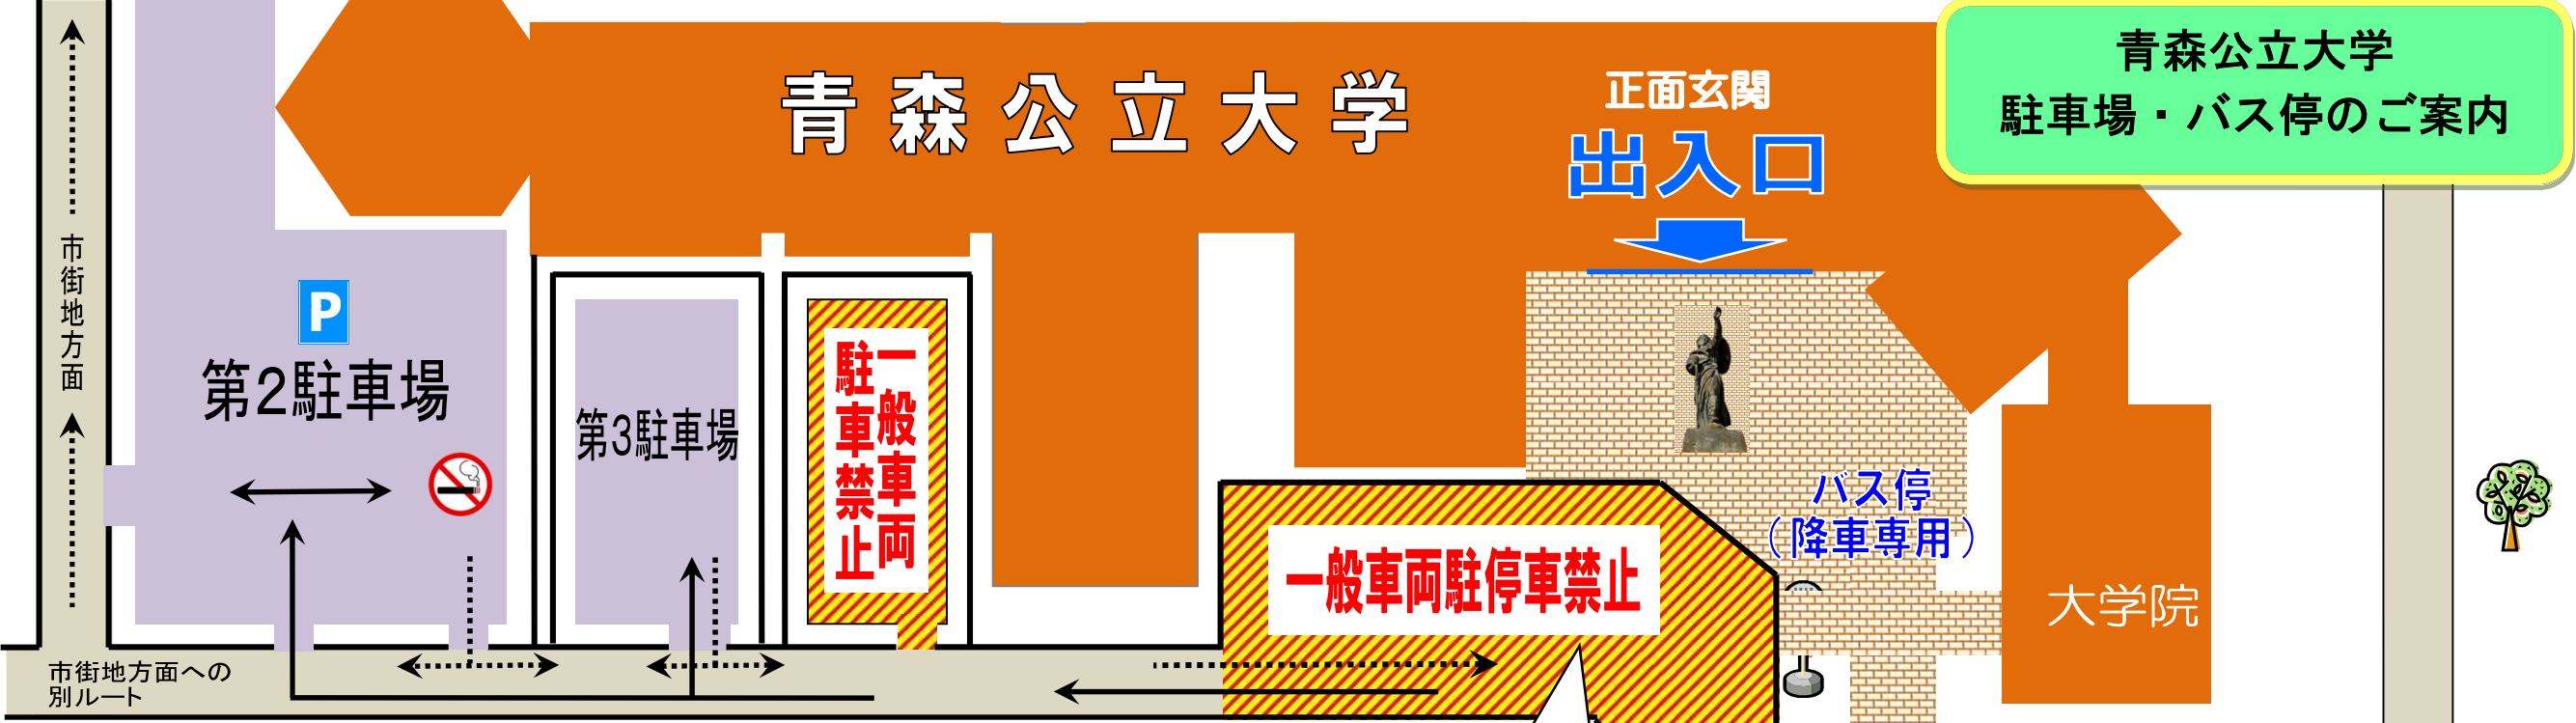 青森公立大学
駐車場・バス停のご案内
青森公立大学
正面玄関
出入口
市街地方面
P
第2駐車場
第3駐車場
一般車両
駐車禁止
一般車両駐停車禁止
バス停
（降車専用）
大学院
市街地方面への
別ルート